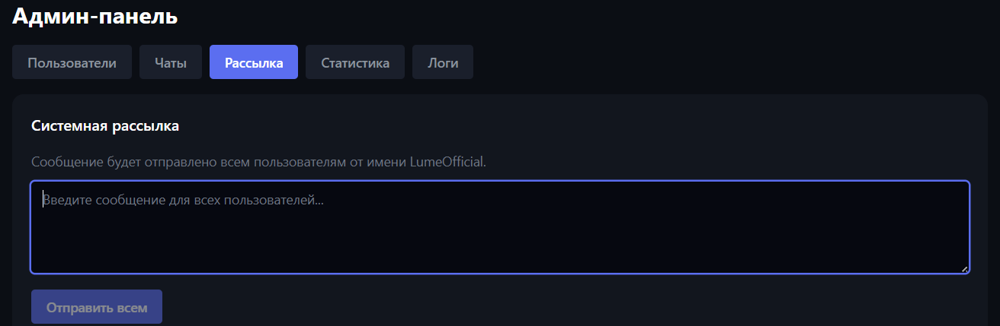 Админ-панель
Пользователи Чаты Рассылка Статистика Логи
Системная рассылка
Сообщение будет отправлено всем пользователям от имени LumeOfficial.
Введите сообщение для всех пользователей...
Отправить всем